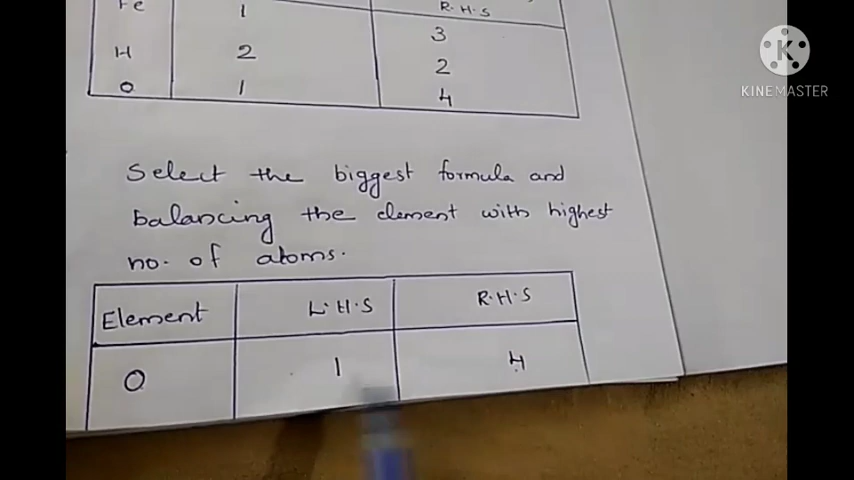 Fe 1 R.H.S
3
H 2 2
O 1 4
Select the biggest formula and
balancing the element with highest
no. of atoms.
Element L.H.S R.H.S
O 1 4
K
KINEMASTER